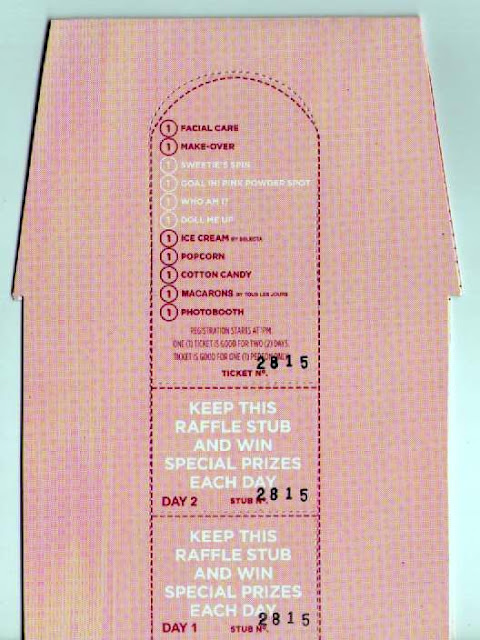 1 FACIAL CARE
1 MAKE-OVER
1 SWEETIE'S SPIN
1 GOAL IN! PINK POWDER SPOT
1 WHO AM I?
1 DOLL ME UP
1 ICE CREAM BY SELECTA
1 POPCORN
1 COTTON CANDY
1 MACARONS BY TOUS LES JOURS
1 PHOTOBOOTH
REGISTRATION STARTS AT 1PM.
ONE (1) TICKET IS GOOD FOR TWO (2) DAYS.
TICKET IS GOOD FOR ONE (1) PERSON ONLY.
TICKET Nº. 2815
KEEP THIS
RAFFLE STUB
AND WIN
SPECIAL PRIZES
EACH DAY
DAY 2 STUB Nº. 2815
KEEP THIS
RAFFLE STUB
AND WIN
SPECIAL PRIZES
EACH DAY
DAY 1 STUB Nº. 2815